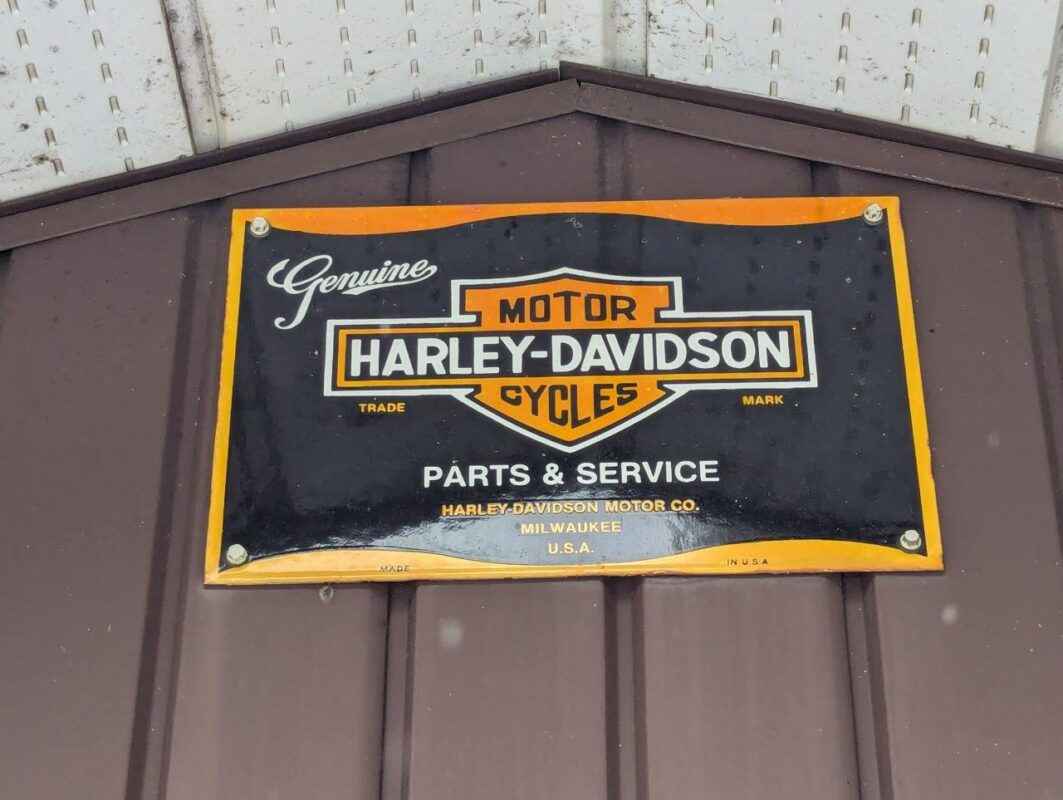 Genuine
MOTOR
HARLEY-DAVIDSON
CYCLES
TRADE MARK
PARTS & SERVICE
HARLEY-DAVIDSON MOTOR CO.
MILWAUKEE
U.S.A.
MADE IN U.S.A